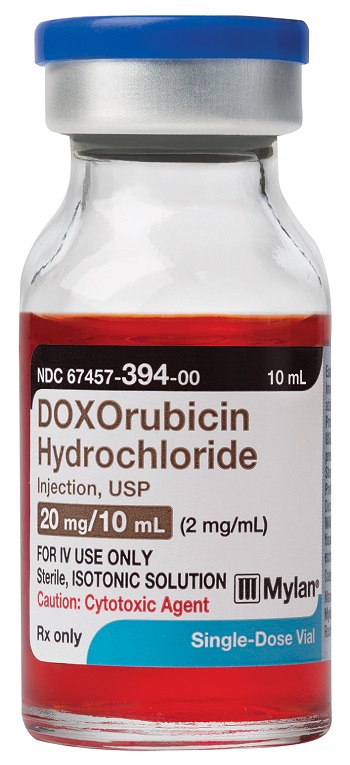 NDC 67457-394-00 10 mL
DOXOrubicin
Hydrochloride
Injection, USP
20 mg/10 mL (2 mg/mL)
FOR IV USE ONLY
Sterile, ISOTONIC SOLUTION
Mylan®
Caution: Cytotoxic Agent
Rx only
Single-Dose Vial